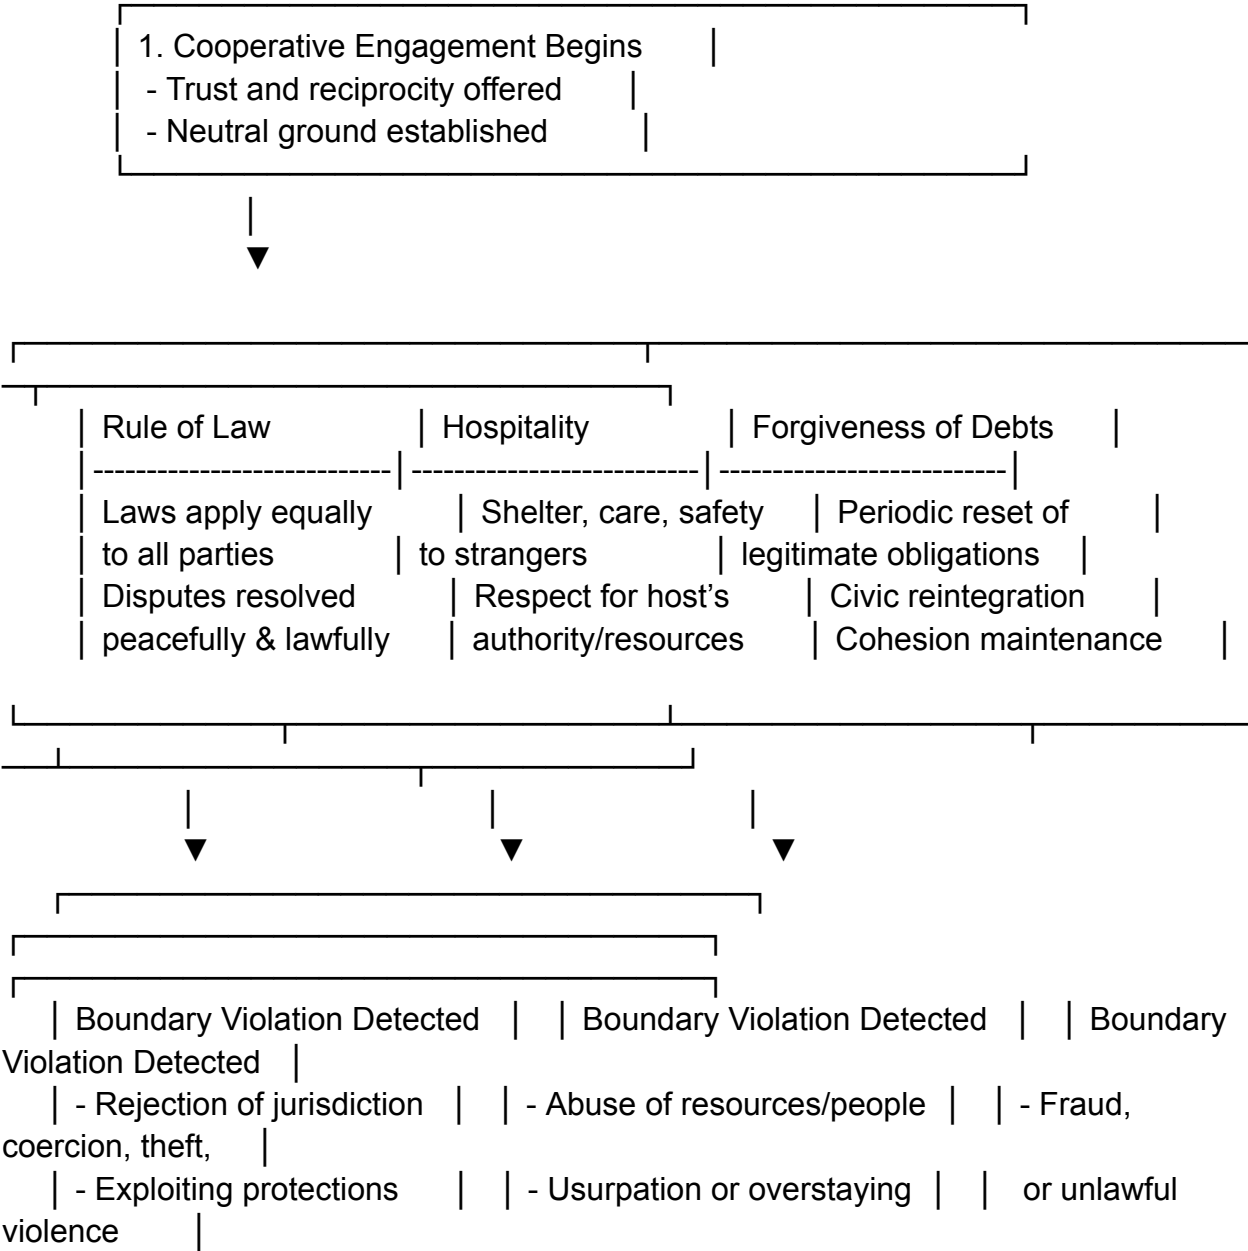 1. Cooperative Engagement Begins
- Trust and reciprocity offered
- Neutral ground established
Rule of Law | Hospitality | Forgiveness of Debts
|----------------------------|----------------------------|----------------------------|
Laws apply equally | Shelter, care, safety | Periodic reset of
to all parties | to strangers | legitimate obligations
Disputes resolved | Respect for host's | Civic reintegration
peacefully & lawfully | authority/resources | Cohesion maintenance
| Boundary Violation Detected | | Boundary Violation Detected | | Boundary
Violation Detected |
| - Rejection of jurisdiction | | - Abuse of resources/people | | - Fraud,
coercion, theft, |
| - Exploiting protections | | - Usurpation or overstaying | | or unlawful
violence |